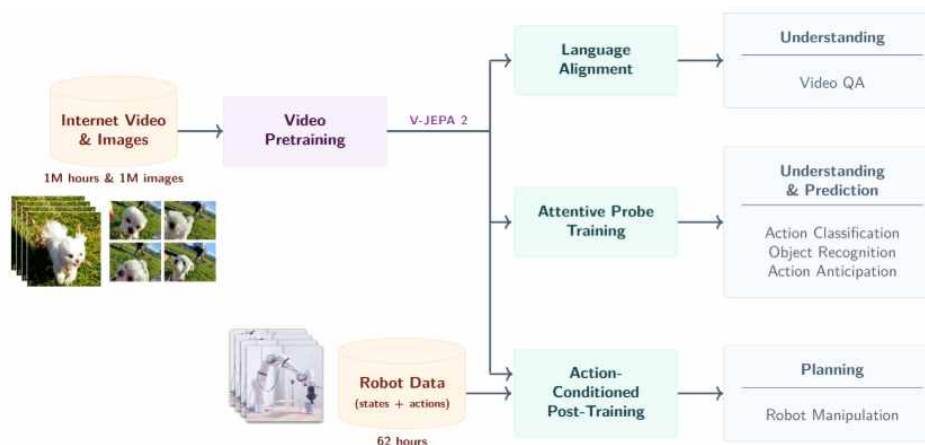 Internet Video
& Images
1M hours & 1M images
Video
Pretraining
V-JEPA 2
Language
Alignment
Understanding
Video QA
Attentive Probe
Training
Understanding
& Prediction
Action Classification
Object Recognition
Action Anticipation
Robot Data
(states + actions)
62 hours
Action-
Conditioned
Post-Training
Planning
Robot Manipulation